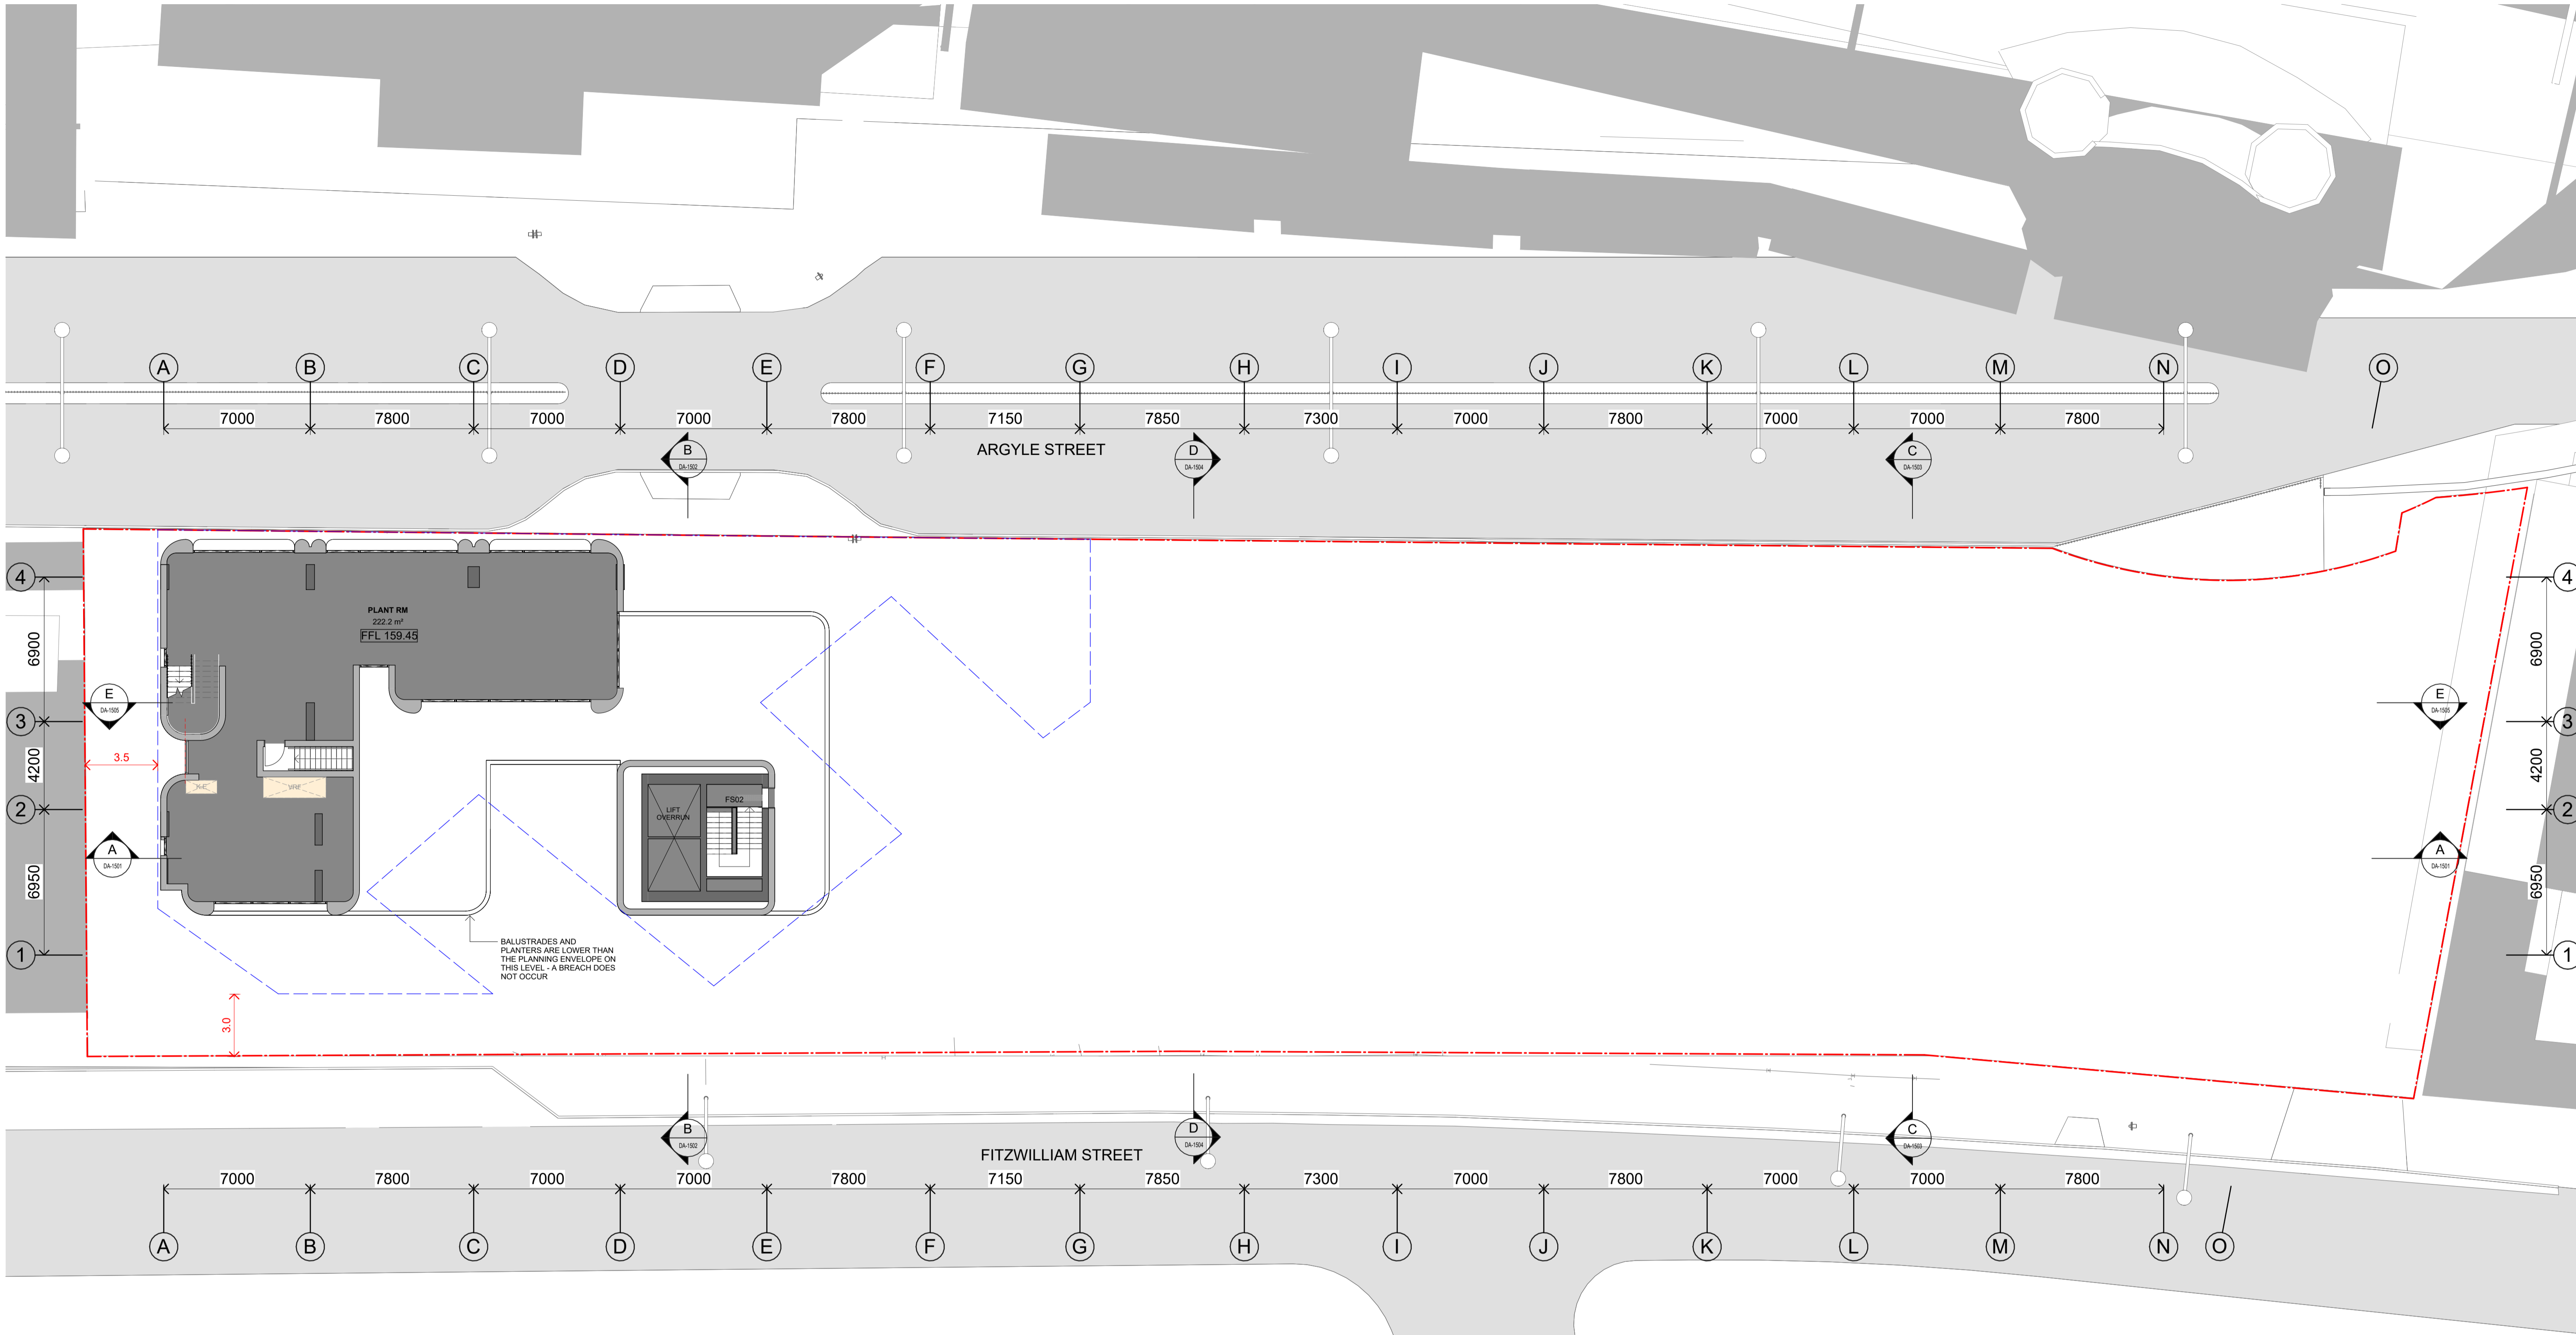 A B C D E F G H I J K L M N O
7000 7800 7000 7000 7800 7150 7850 7300 7000 7800 7000 7000 7800
ARGYLE STREET
B
DA-1502
D
DA-1504
C
DA-1503
4
4
PLANT RM
222.2 m²
FFL 159.45
6900
6900
E
DA-1505
E
DA-1505
3
3
3.5
4200
4200
K.E
VRF
2
2
LIFT
OVERRUN
FS02
A
DA-1501
A
DA-1501
6950
6950
BALUSTRADES AND
PLANTERS ARE LOWER THAN
THE PLANNING ENVELOPE ON
THIS LEVEL - A BREACH DOES
NOT OCCUR
1
1
3.0
B
DA-1502
D
DA-1504
C
DA-1503
FITZWILLIAM STREET
7000 7800 7000 7000 7800 7150 7850 7300 7000 7800 7000 7000 7800
A B C D E F G H I J K L M N O